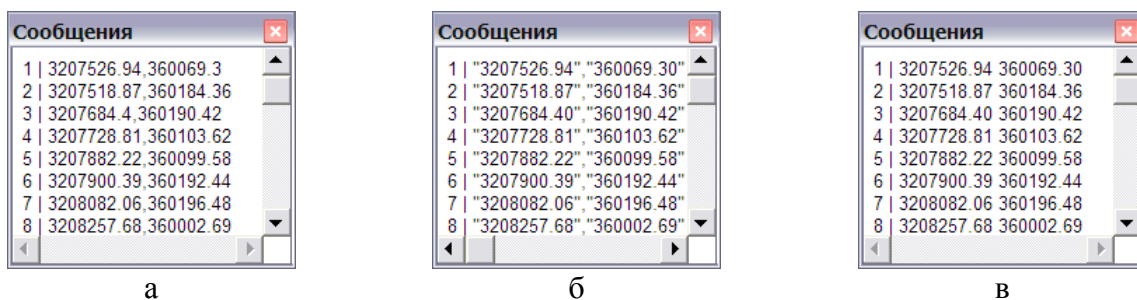 Сообщения
1 | 3207526.94,360069.3
2 | 3207518.87,360184.36
3 | 3207684.4,360190.42
4 | 3207728.81,360103.62
5 | 3207882.22,360099.58
6 | 3207900.39,360192.44
7 | 3208082.06,360196.48
8 | 3208257.68,360002.69
а
Сообщения
1 | "3207526.94","360069.30"
2 | "3207518.87","360184.36"
3 | "3207684.40","360190.42"
4 | "3207728.81","360103.62"
5 | "3207882.22","360099.58"
6 | "3207900.39","360192.44"
7 | "3208082.06","360196.48"
8 | "3208257.68","360002.69"
б
Сообщения
1 | 3207526.94 360069.30
2 | 3207518.87 360184.36
3 | 3207684.40 360190.42
4 | 3207728.81 360103.62
5 | 3207882.22 360099.58
6 | 3207900.39 360192.44
7 | 3208082.06 360196.48
8 | 3208257.68 360002.69
в